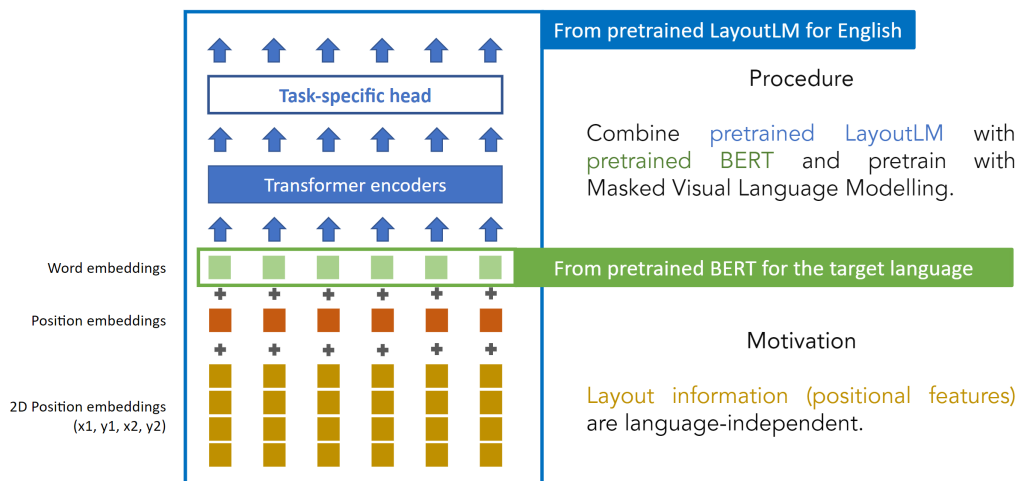 From pretrained LayoutLM for English
Task-specific head
Procedure
Combine pretrained LayoutLM with
pretrained BERT and pretrain with
Masked Visual Language Modelling.
Transformer encoders
Word embeddings
From pretrained BERT for the target language
Position embeddings
Motivation
2D Position embeddings
(x1, y1, x2, y2)
Layout information (positional features)
are language-independent.